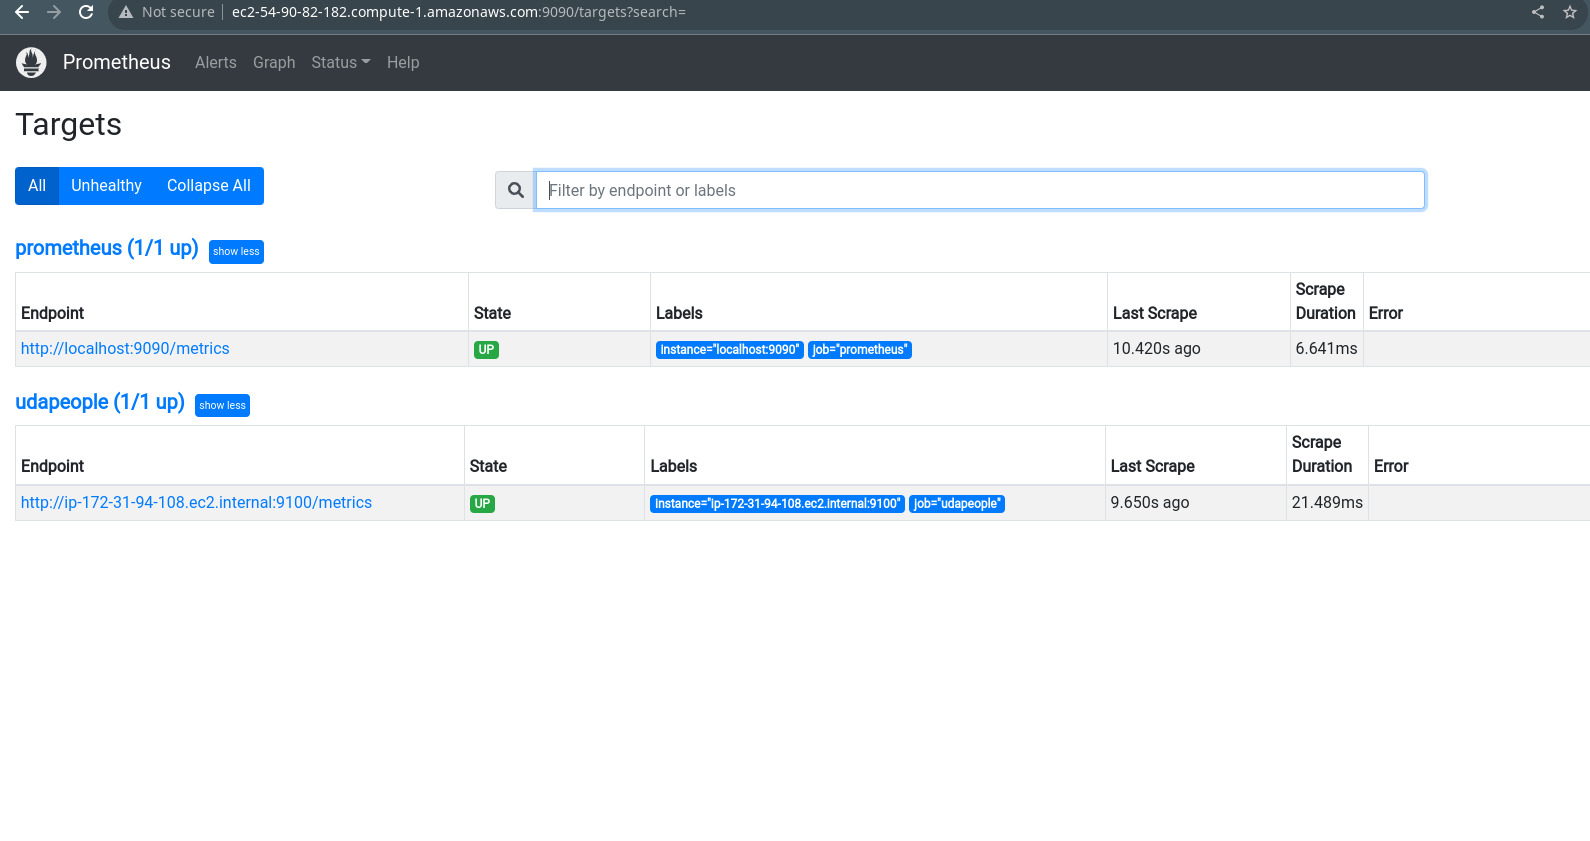 Not secure ec2-54-90-82-182.compute-1.amazonaws.com:9090/targets?search=
Prometheus Alerts Graph Status Help
Targets
All Unhealthy Collapse All
Filter by endpoint or labels
prometheus (1/1 up) show less
Endpoint State Labels Last Scrape Scrape Duration Error
http://localhost:9090/metrics UP instance="localhost:9090" job="prometheus" 10.420s ago 6.641ms
udapeople (1/1 up) show less
Endpoint State Labels Last Scrape Scrape Duration Error
http://ip-172-31-94-108.ec2.internal:9100/metrics UP instance="ip-172-31-94-108.ec2.internal:9100" job="udapeople" 9.650s ago 21.489ms